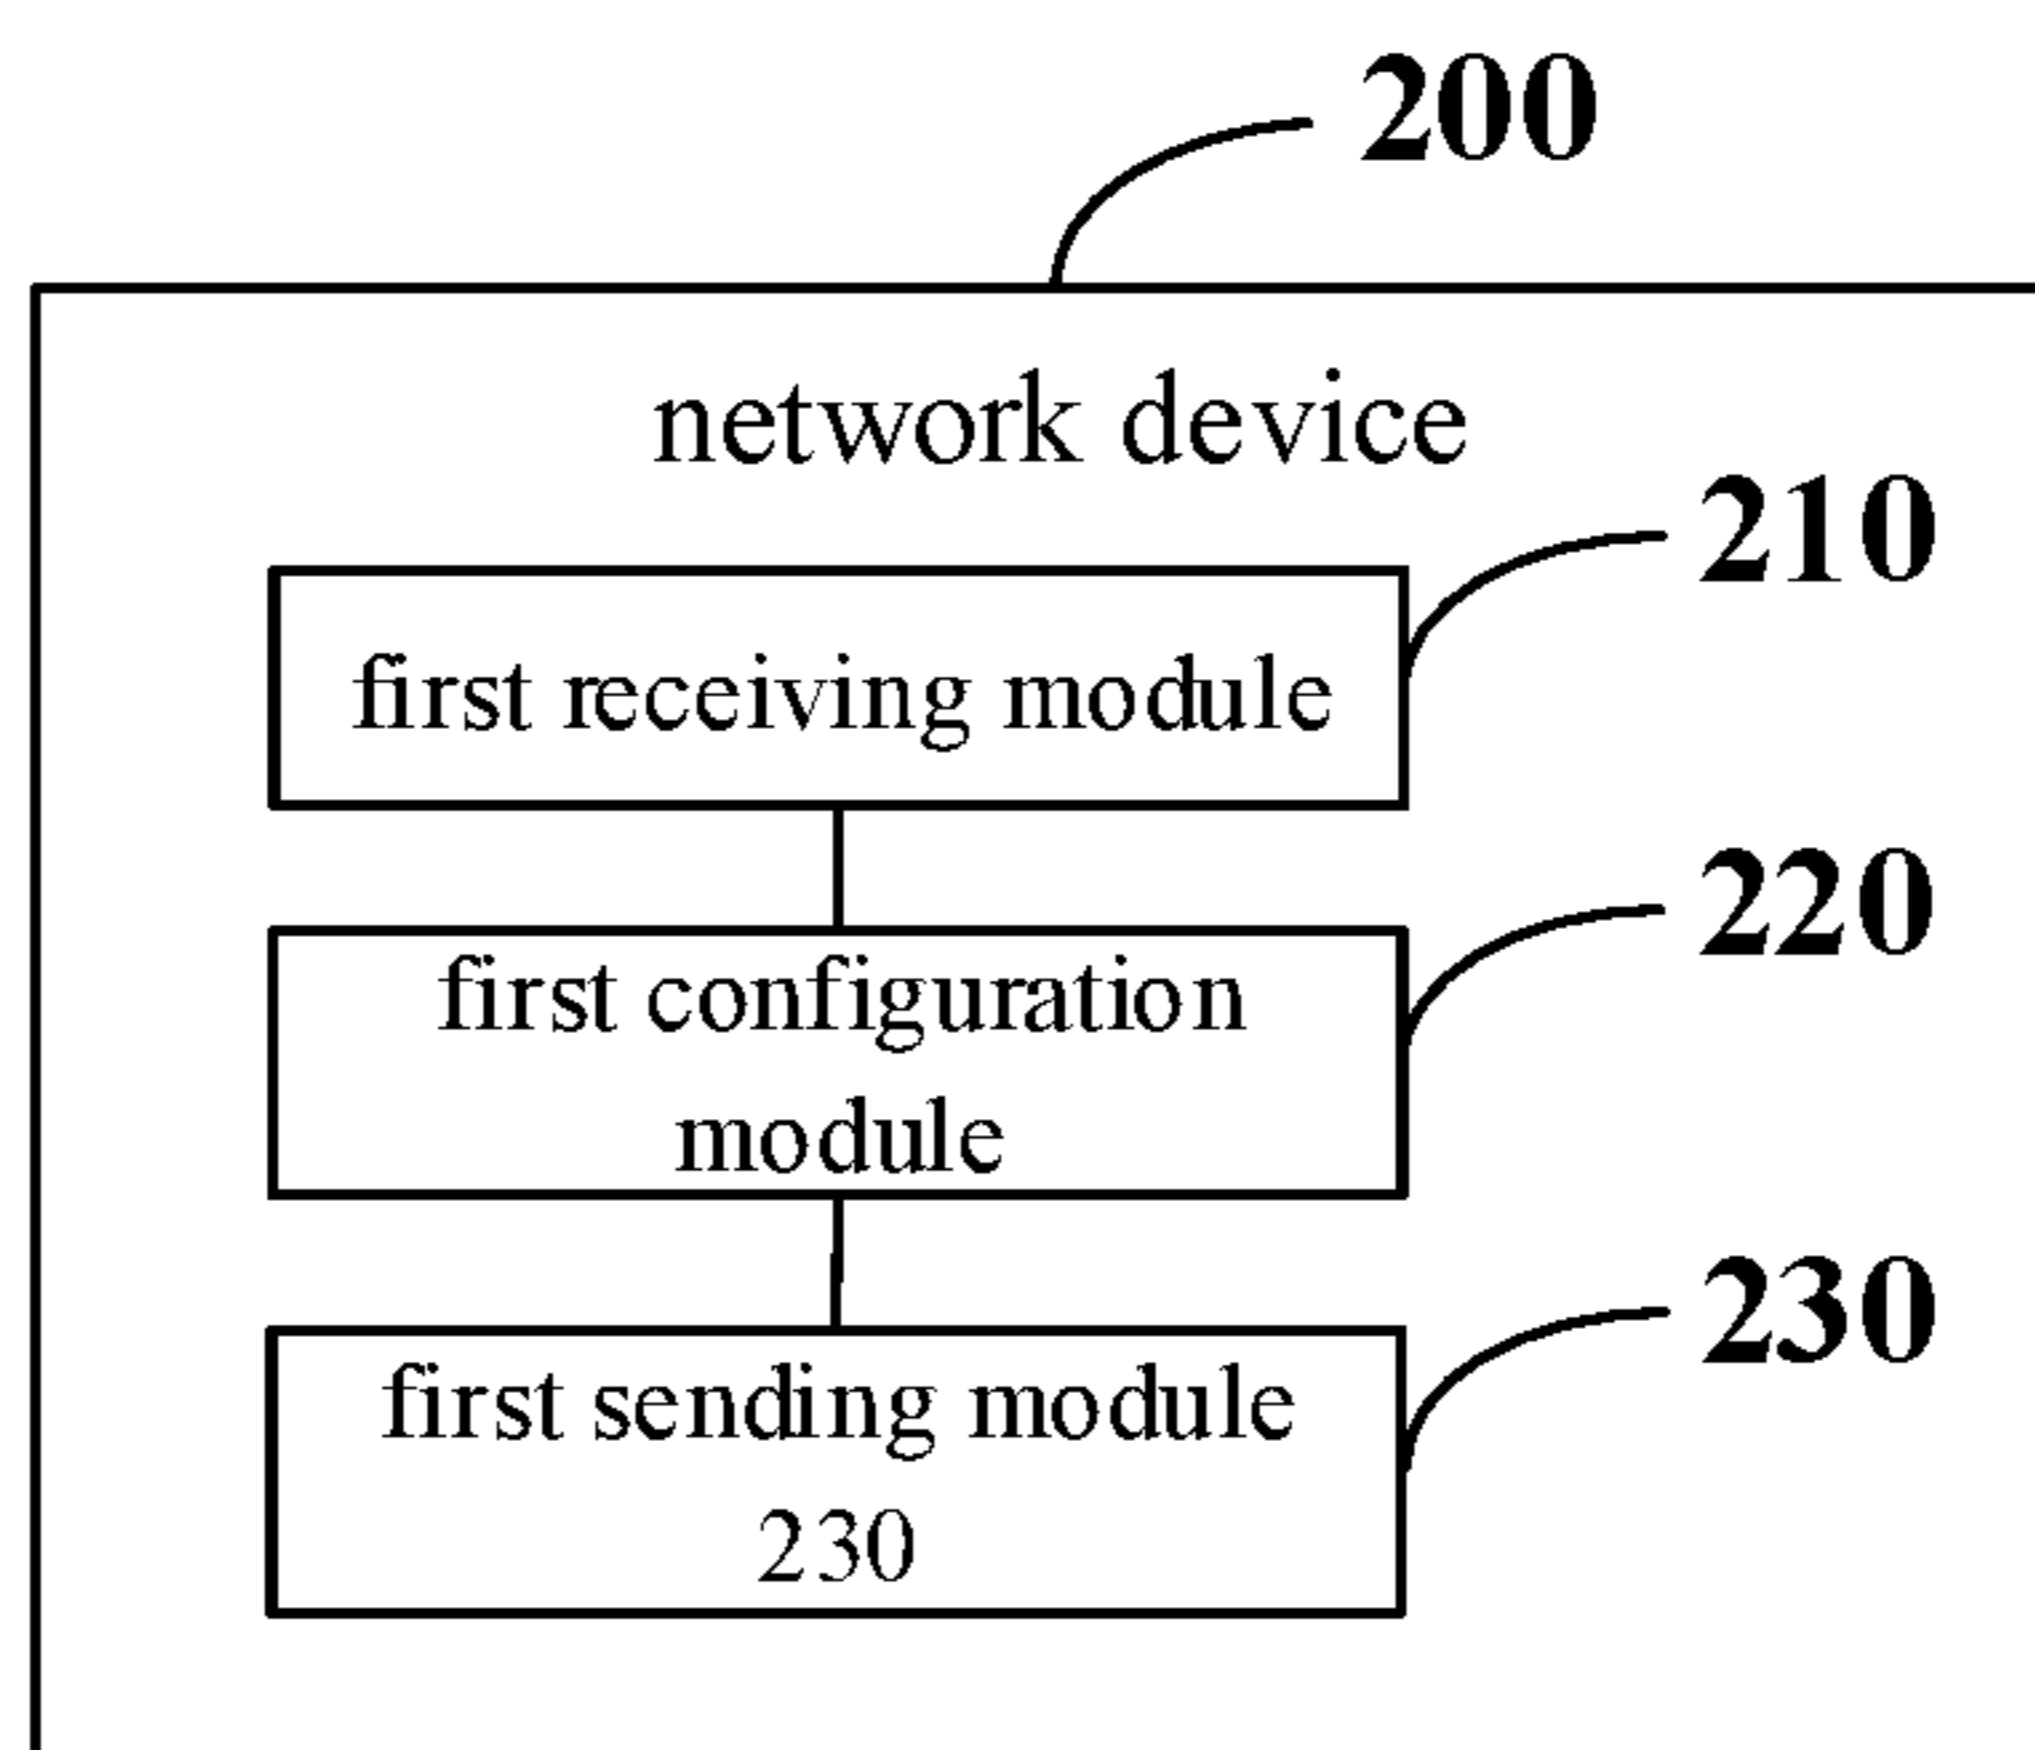 200
network device
210
first receiving module
220
first configuration
module
230
first sending module
230